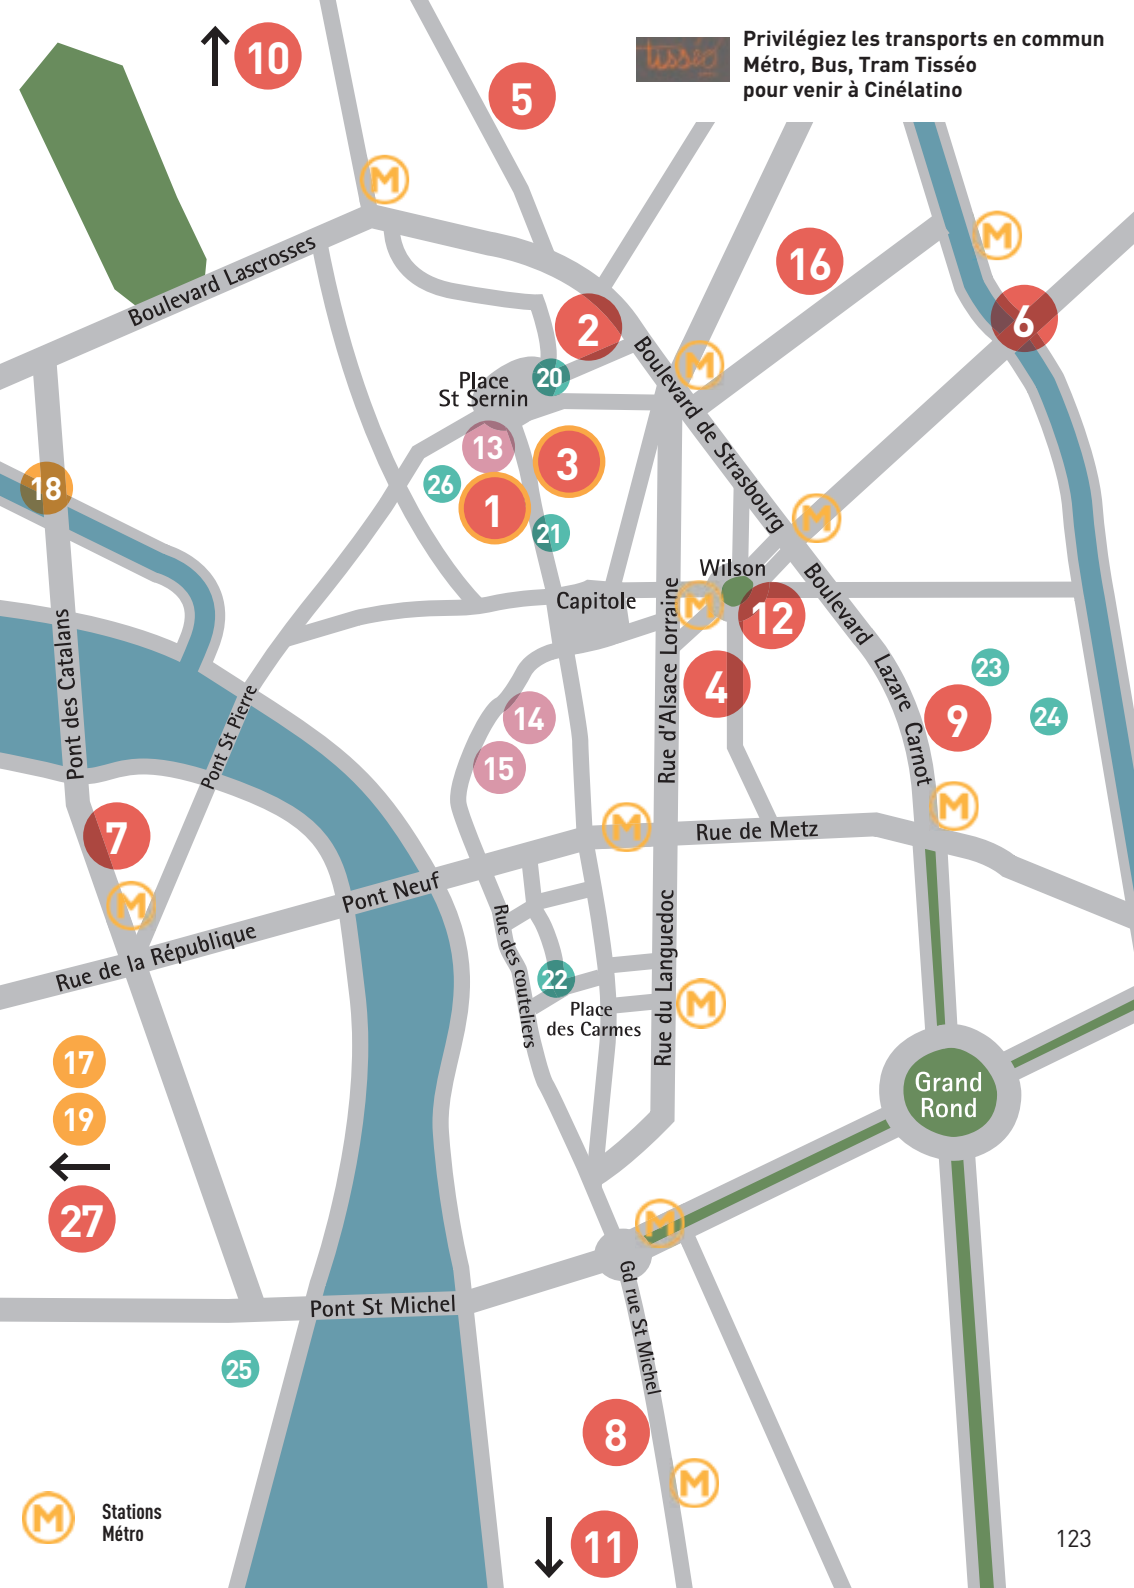 10
5
tisséo
Privilégiez les transports en commun
Métro, Bus, Tram Tisséo
pour venir à Cinélatino
M
M
16
6
Boulevard Lascrosses
2
Boulevard de Strasbourg
M
Place
St Sernin
20
13
3
26
1
21
18
M
Wilson
Capitole
M
12
Boulevard Lazare Carnot
Pont des Catalans
Pont St Pierre
Rue d'Alsace Lorraine
4
23
9
24
14
15
7
M
M
Rue de Metz
M
Pont Neuf
Rue de la République
Rue des couteliers
22
Place
des Carmes
Rue du Languedoc
M
17
19
27
Grand
Rond
M
Pont St Michel
Gd rue St Michel
25
8
M
M
Stations
Métro
11
123